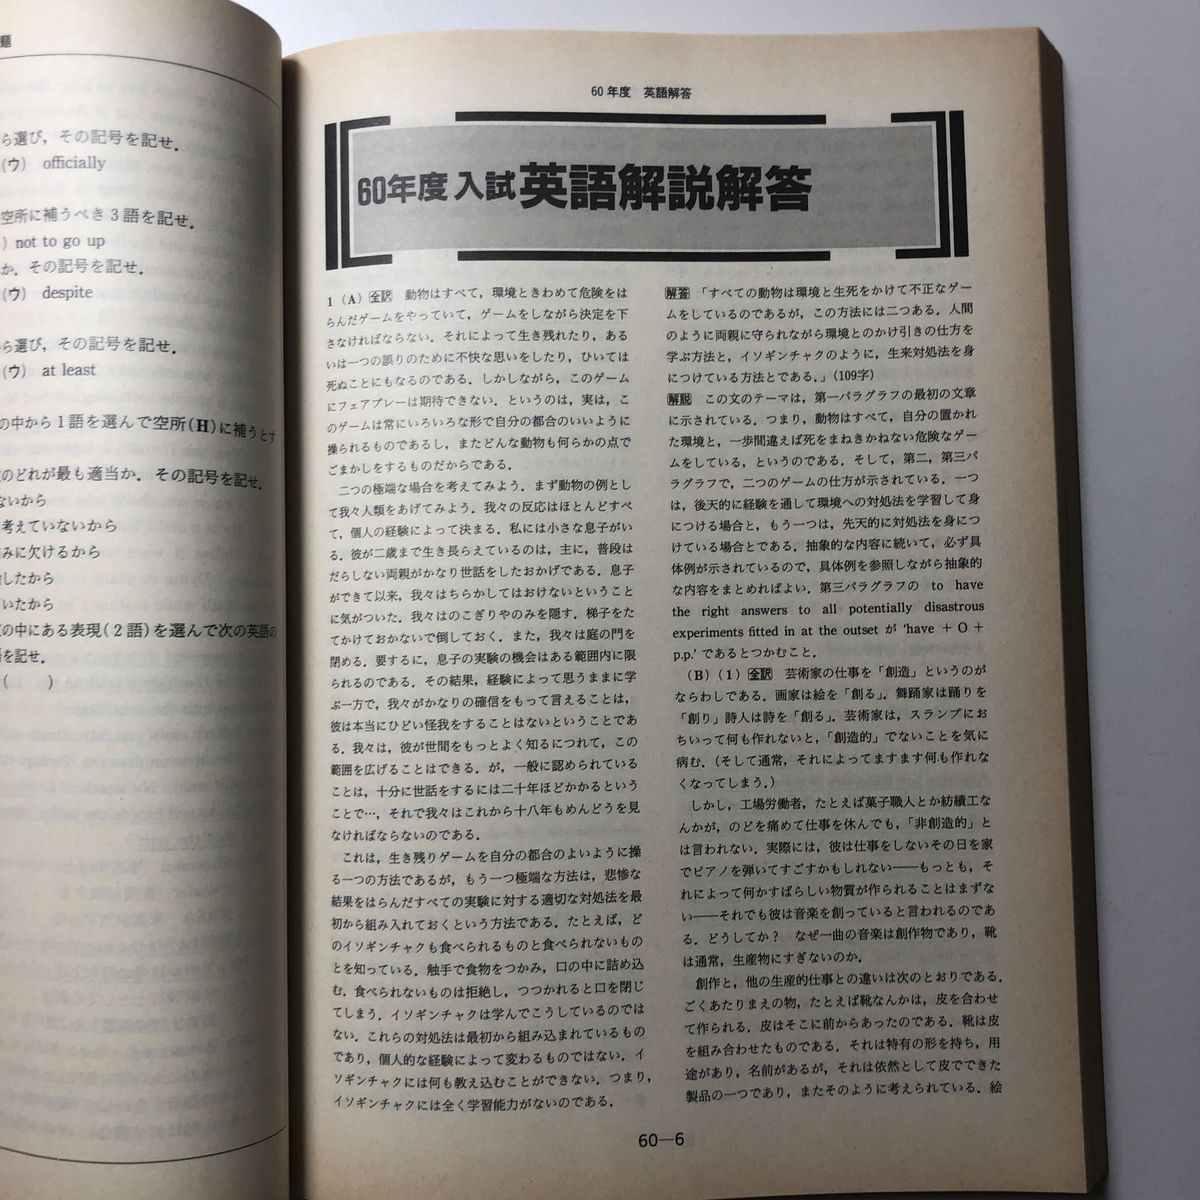 題
ら選び，その記号を記せ．
(ウ) officially
空所に補うべき3語を記せ．
) not to go up
か．その記号を記せ．
(ウ) despite
ら選び，その記号を記せ．
(ウ) at least
の中から1語を選んで空所(H)に補うとす
のどれが最も適当か．その記号を記せ．
ないから
考えていないから
みに欠けるから
したから
いたから
の中にある表現(2語)を選んで次の英語の
を記せ．
( )
60年度 英語解答
60年度 入試 英語解説解答
1 (A) 全訳 動物はすべて，環境ときわめて危険をは
らんだゲームをやっていて，ゲームをしながら決定を下
さなければならない．それによって生き残れたり，ある
いは一つの誤りのために不快な思いをしたり，ひいては
死ぬことにもなるのである．しかしながら，このゲーム
にフェアプレーは期待できない．というのは，実は，こ
のゲームは常にいろいろな形で自分の都合のいいように
操られるものであるし，またどんな動物も何らかの点で
ごまかしをするものだからである．
二つの極端な場合を考えてみよう．まず動物の例とし
て我々人類をあげてみよう．我々の反応はほとんどすべ
て，個人の経験によって決まる．私には小さな息子がい
る．彼が二歳まで生き長らえているのは，主に，普段は
だらしない両親がかなり世話をしたおかげである．息子
ができて以来，我々はちらかしてはおけないということ
に気がついた．我々はのこぎりやのみを隠す．梯子をた
てかけておかないで倒しておく．また，我々は庭の門を
閉める．要するに，息子の実験の機会はある範囲内に限
られるのである．その結果，経験によって思うままに学
ぶ一方で，我々がかなりの確信をもって言えることは，
彼は本当にひどい怪我をすることはないということであ
る．我々は，彼が世間をもっとよく知るにつれて，この
範囲を広げることはできる．が，一般に認められている
ことは，十分に世話をするには二十年ほどかかるという
ことで…，それで我々はこれから十八年もめんどうを見
なければならないのである．
これは，生き残りゲームを自分の都合のよいように操
る一つの方法であるが，もう一つ極端な方法は，悲惨な
結果をはらんだすべての実験に対する適切な対処法を最
初から組み入れておくという方法である．たとえば，ど
のイソギンチャクも食べられるものと食べられないもの
とを知っている．触手で食物をつかみ，口の中に詰め込
む．食べられないものは拒絶し，つつかれると口を閉じ
てしまう．イソギンチャクは学んでこうしているのでは
ない．これらの対処法は最初から組み込まれているもの
であり，個人的な経験によって変わるものではない．イ
ソギンチャクには何も教え込むことができない．つまり，
イソギンチャクには全く学習能力がないのである．
解答 「すべての動物は環境と生死をかけて不正なゲー
ムをしているのであるが，この方法には二つある．人間
のように両親に守られながら環境とのかけ引きの仕方を
学ぶ方法と，イソギンチャクのように，生来対処法を身
につけている方法とである．」(109字)
解説 この文のテーマは，第一パラグラフの最初の文章
に示されている．つまり，動物はすべて，自分の置かれ
た環境と，一歩間違えば死をまねきかねない危険なゲー
ムをしている，というのである．そして，第二，第三パ
ラグラフで，二つのゲームの仕方が示されている．一つ
は，後天的に経験を通して環境への対処法を学習して身
につける場合と，もう一つは，先天的に対処法を身につ
けている場合とである．抽象的な内容に続いて，必ず具
体例が示されているので，具体例を参照しながら抽象的
な内容をまとめればよい．第三パラグラフの to have
the right answers to all potentially disastrous
experiments fitted in at the outset が ‘have + O +
p.p.’ であるとつかむこと．
(B) (1) 全訳 芸術家の仕事を「創造」というのが
ならわしである．画家は絵を「創る」．舞踊家は踊りを
「創り」詩人は詩を「創る」．芸術家は，スランプにお
ちいって何も作れないと，「創造的」でないことを気に
病む．（そして通常，それによってますます何も作れな
くなってしまう．）
しかし，工場労働者，たとえば菓子職人とか紡績工な
んかが，のどを痛めて仕事を休んでも，「非創造的」と
は言われない．実際には，彼は仕事をしないその日を家
でピアノを弾いてすごすかもしれない――もっとも，そ
れによって何かすばらしい物質が作られることはまずな
い――それでも彼は音楽を創っていると言われるのであ
る．どうしてか？ なぜ一曲の音楽は創作物であり，靴
は通常，生産物にすぎないのか．
創作と，他の生産的仕事との違いは次のとおりである．
ごくあたりまえの物，たとえば靴なんかは，皮を合わせ
て作られる．皮はそこに前からあったのである．靴は皮
を組み合わせたものである．それは特有の形を持ち，用
途があり，名前があるが，それは依然として皮でできた
製品の一つであり，またそのように考えられている．絵
60―6